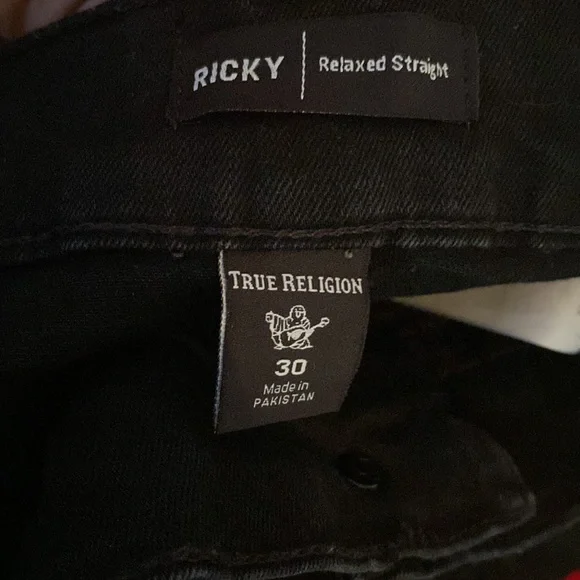 RICKY | Relaxed Straight
TRUE RELIGION
30
Made in
PAKISTAN